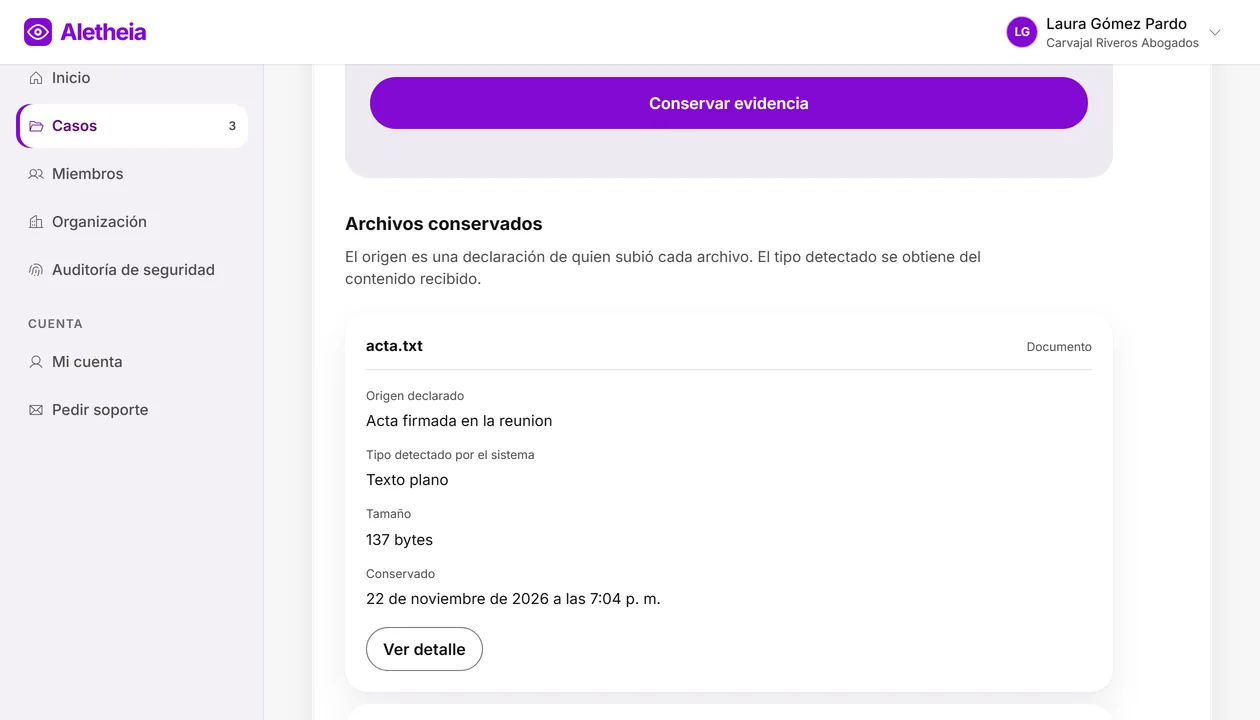 Aletheia
LG
Laura Gómez Pardo
Carvajal Riveros Abogados
Inicio
Casos
3
Miembros
Organización
Auditoría de seguridad
CUENTA
Mi cuenta
Pedir soporte
Conservar evidencia
Archivos conservados
El origen es una declaración de quien subió cada archivo. El tipo detectado se obtiene del
contenido recibido.
acta.txt
Documento
Origen declarado
Acta firmada en la reunion
Tipo detectado por el sistema
Texto plano
Tamaño
137 bytes
Conservado
22 de noviembre de 2026 a las 7:04 p. m.
Ver detalle